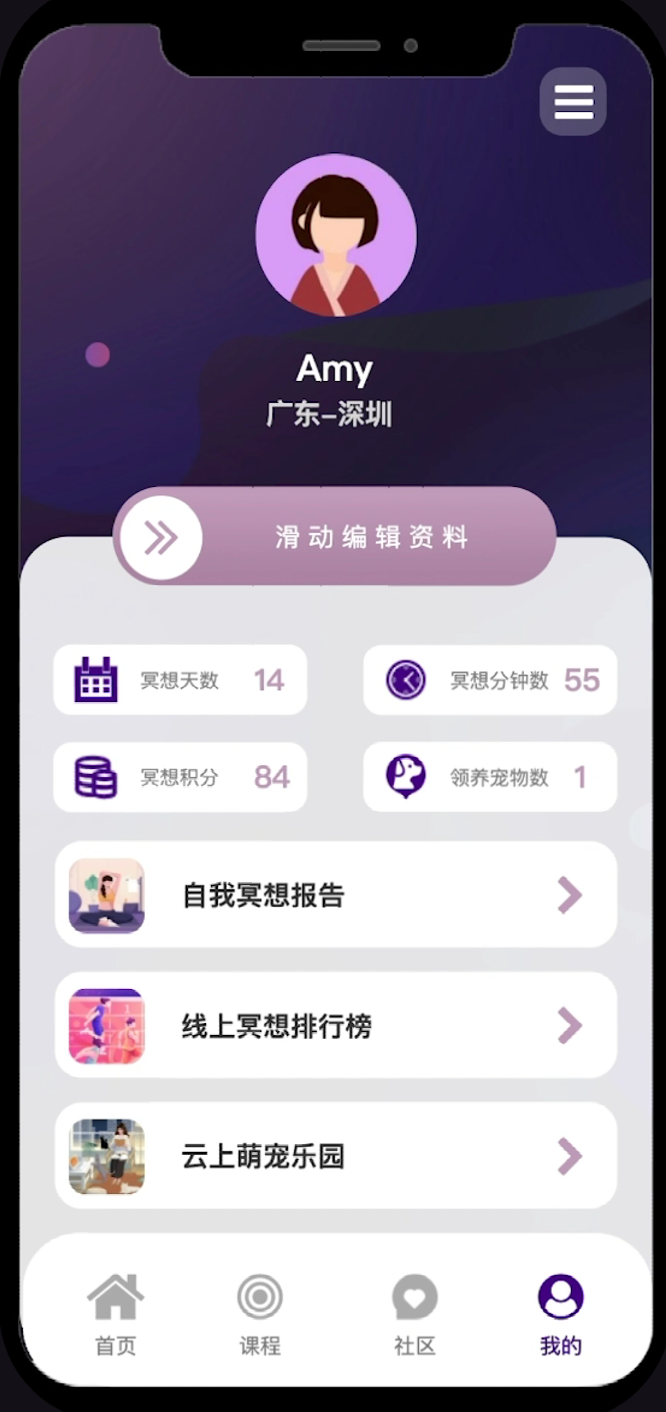 Amy
广东–深圳
滑动编辑资料
冥想天数 14
冥想分钟数 55
冥想积分 84
领养宠物数 1
自我冥想报告
线上冥想排行榜
云上萌宠乐园
首页 课程 社区 我的